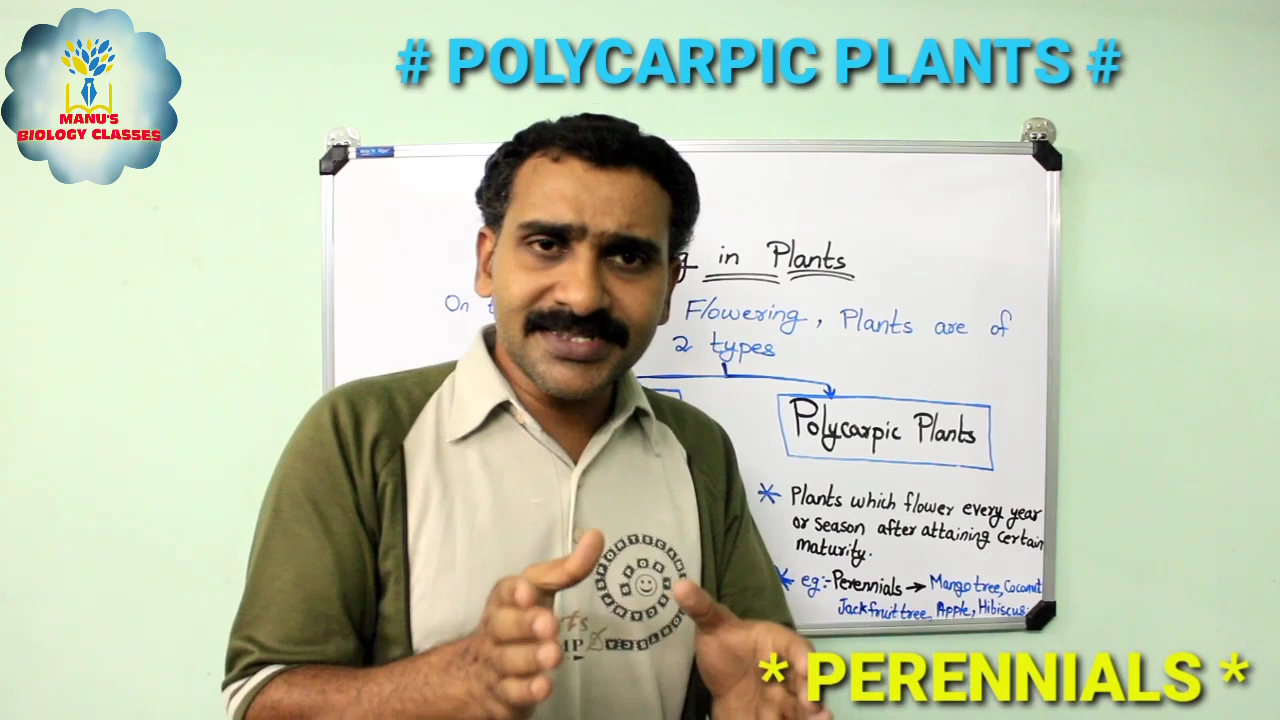 # POLYCARPIC PLANTS #
MANU'S
BIOLOGY CLASSES
in Plants
On
Flowering, Plants are of
2 types
Polycarpic Plants
* Plants which flower every year
or season after attaining certain
maturity.
* eg:- Perennials → Mango tree, Coconut
Jackfruit tree, Apple, Hibiscus.
SPORT
* PERENNIALS *